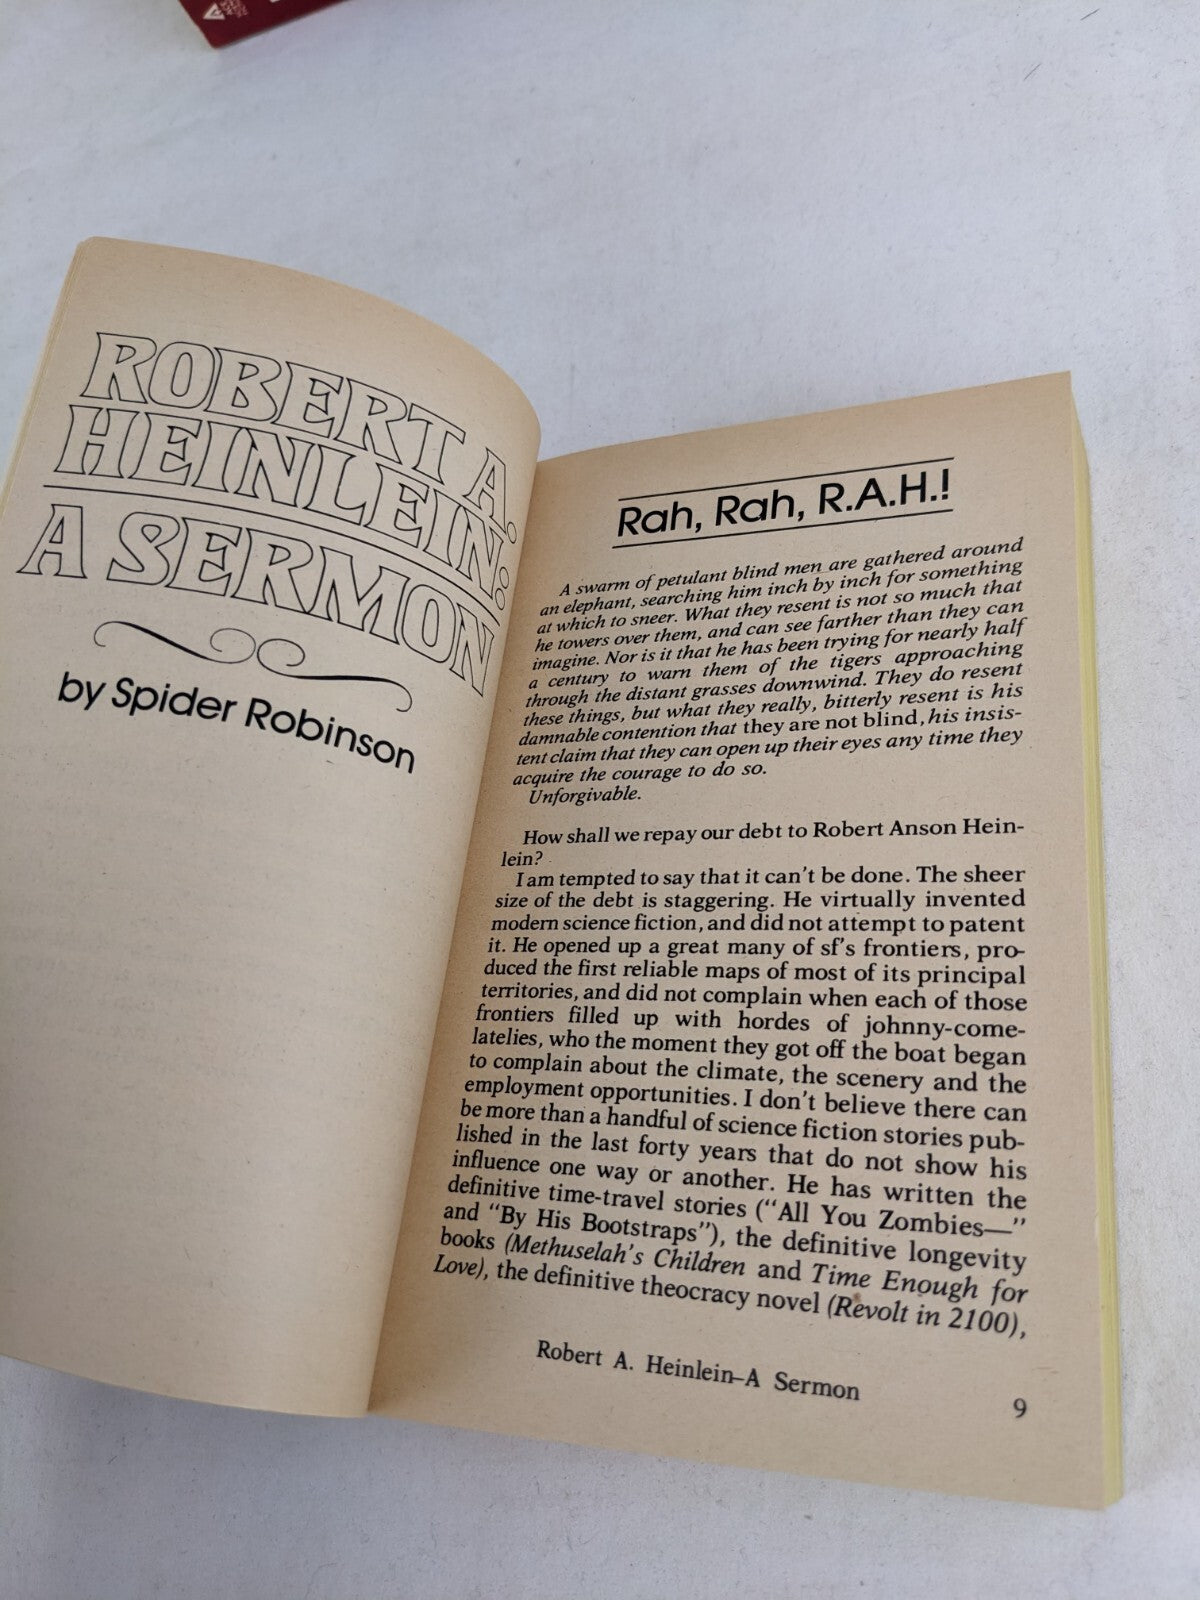 ROBERT A.
HEINLEIN:
A SERMON
by Spider Robinson
Rah, Rah, R.A.H.!
A swarm of petulant blind men are gathered around
an elephant, searching him inch by inch for something
at which to sneer. What they resent is not so much that
he towers over them, and can see farther than they can
imagine. Nor is it that he has been trying for nearly half
a century to warn them of the tigers approaching
through the distant grasses downwind. They do resent
these things, but what they really, bitterly resent is his
damnable contention that they are not blind, his insis-
tent claim that they can open up their eyes any time they
acquire the courage to do so.
Unforgivable.
How shall we repay our debt to Robert Anson Hein-
lein?
I am tempted to say that it can't be done. The sheer
size of the debt is staggering. He virtually invented
modern science fiction, and did not attempt to patent
it. He opened up a great many of sf's frontiers, pro-
duced the first reliable maps of most of its principal
territories, and did not complain when each of those
frontiers filled up with hordes of johnny-come-
latelies, who the moment they got off the boat began
to complain about the climate, the scenery and the
employment opportunities. I don't believe there can
be more than a handful of science fiction stories pub-
lished in the last forty years that do not show his
influence one way or another. He has written the
definitive time-travel stories ("All You Zombies—"
and "By His Bootstraps"), the definitive longevity
books (Methuselah's Children and Time Enough for
Love), the definitive theocracy novel (Revolt in 2100),
Robert A. Heinlein–A Sermon
9